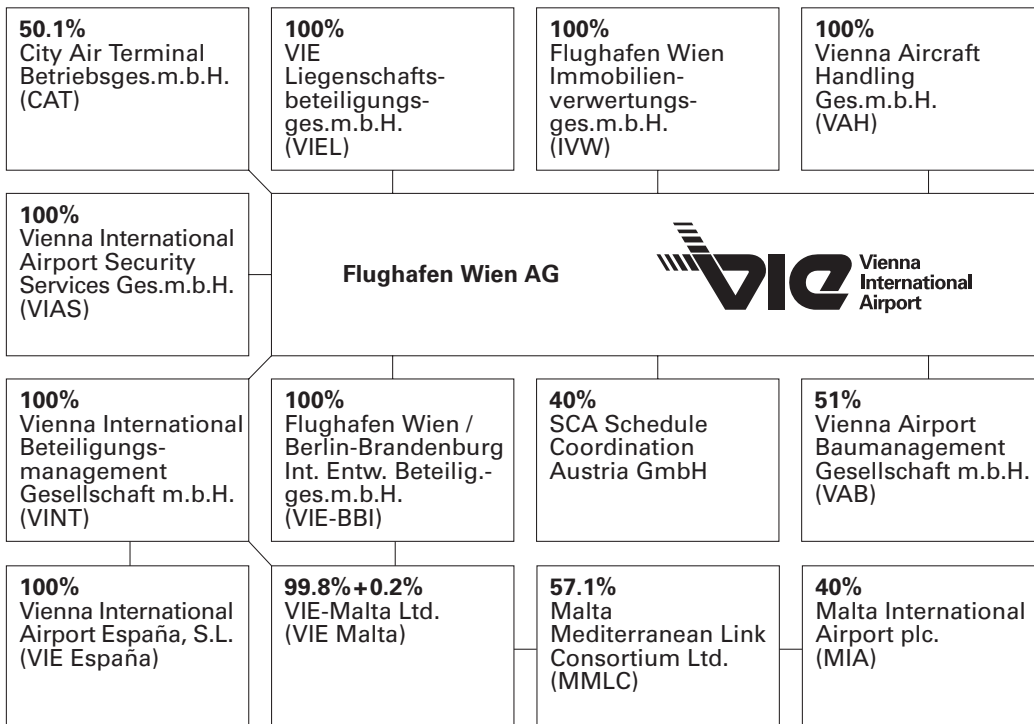 50.1%
City Air Terminal
Betriebsges.m.b.H.
(CAT)
100%
VIE
Liegenschafts-
beteiligungs-
ges.m.b.H.
(VIEL)
100%
Flughafen Wien
Immobilien-
verwertungs-
ges.m.b.H.
(IVW)
100%
Vienna Aircraft
Handling
Ges.m.b.H.
(VAH)
100%
Vienna International
Airport Security
Services Ges.m.b.H.
(VIAS)
Flughafen Wien AG
VIE
Vienna
International
Airport
100%
Vienna International
Beteiligungs-
management
Gesellschaft m.b.H.
(VINT)
100%
Flughafen Wien /
Berlin-Brandenburg
Int. Entw. Beteilig.-
ges.m.b.H.
(VIE-BBI)
40%
SCA Schedule
Coordination
Austria GmbH
51%
Vienna Airport
Baumanagement
Gesellschaft m.b.H.
(VAB)
100%
Vienna International
Airport España, S.L.
(VIE España)
99.8%+0.2%
VIE-Malta Ltd.
(VIE Malta)
57.1%
Malta
Mediterranean Link
Consortium Ltd.
(MMLC)
40%
Malta International
Airport plc.
(MIA)